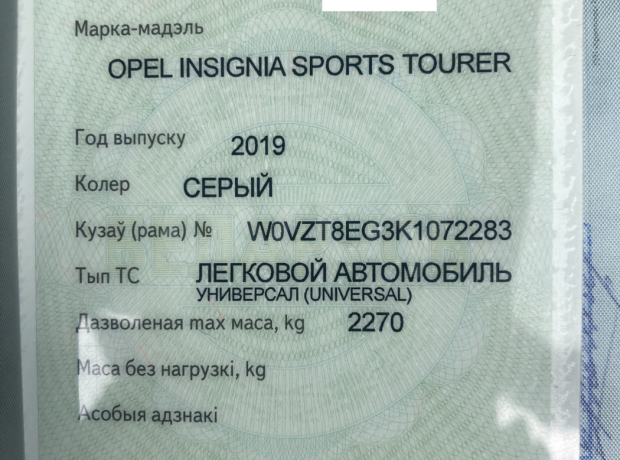 Марка-мадэль
OPEL INSIGNIA SPORTS TOURER
Год выпуску 2019
Колер СЕРЫЙ
Кузаў (рама) № W0VZT8EG3K1072283
Тып ТС ЛЕГКОВОЙ АВТОМОБИЛЬ
УНИВЕРСАЛ (UNIVERSAL)
Дазволеная max маса, kg 2270
Маса без нагрузкі, kg
Асобыя адзнакі